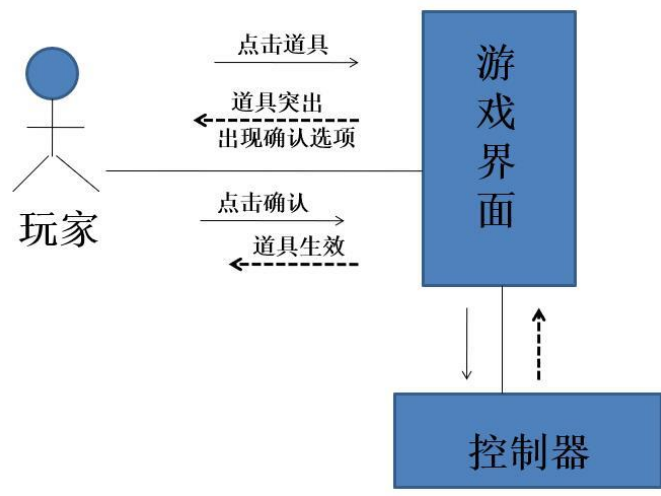 点击道具
道具突出
出现确认选项
点击确认
道具生效
玩家
游戏界面
控制器